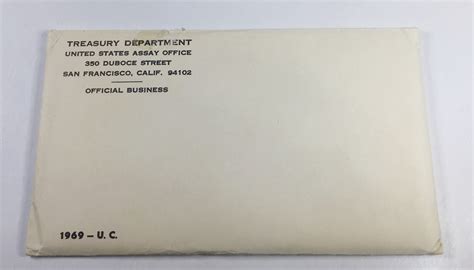 TREASURY DEPARTMENT
UNITED STATES ASSAY OFFICE
350 DUBOCE STREET
SAN FRANCISCO, CALIF. 94102
OFFICIAL BUSINESS
1969 – U. C.